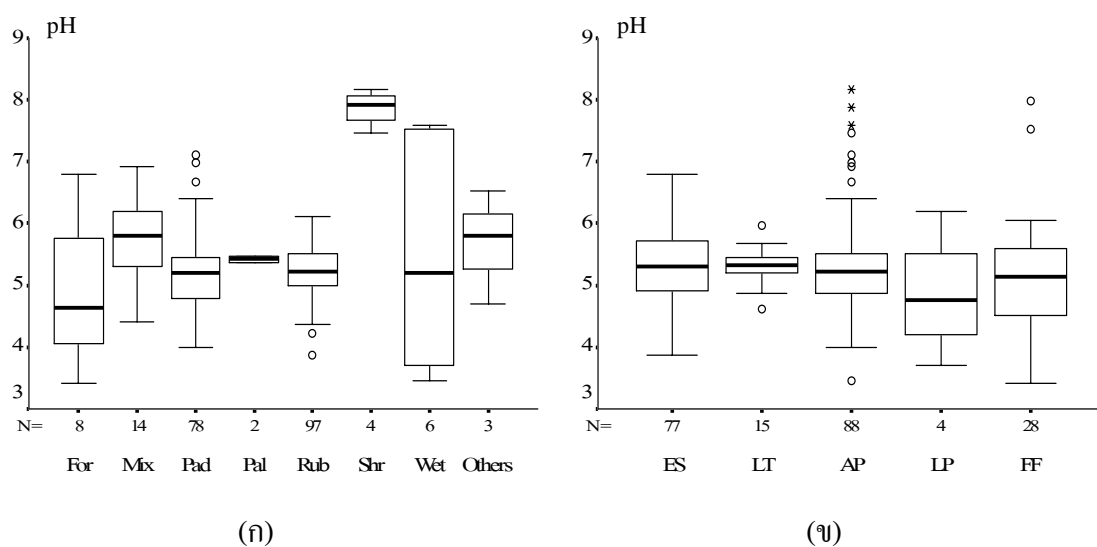 pH
9
8
7
6
5
4
3
N= 8 14 78 2 97 4 6 3
For Mix Pad Pal Rub Shr Wet Others
(ก)
pH
9
8
7
6
5
4
3
N= 77 15 88 4 28
ES LT AP LP FF
(ข)